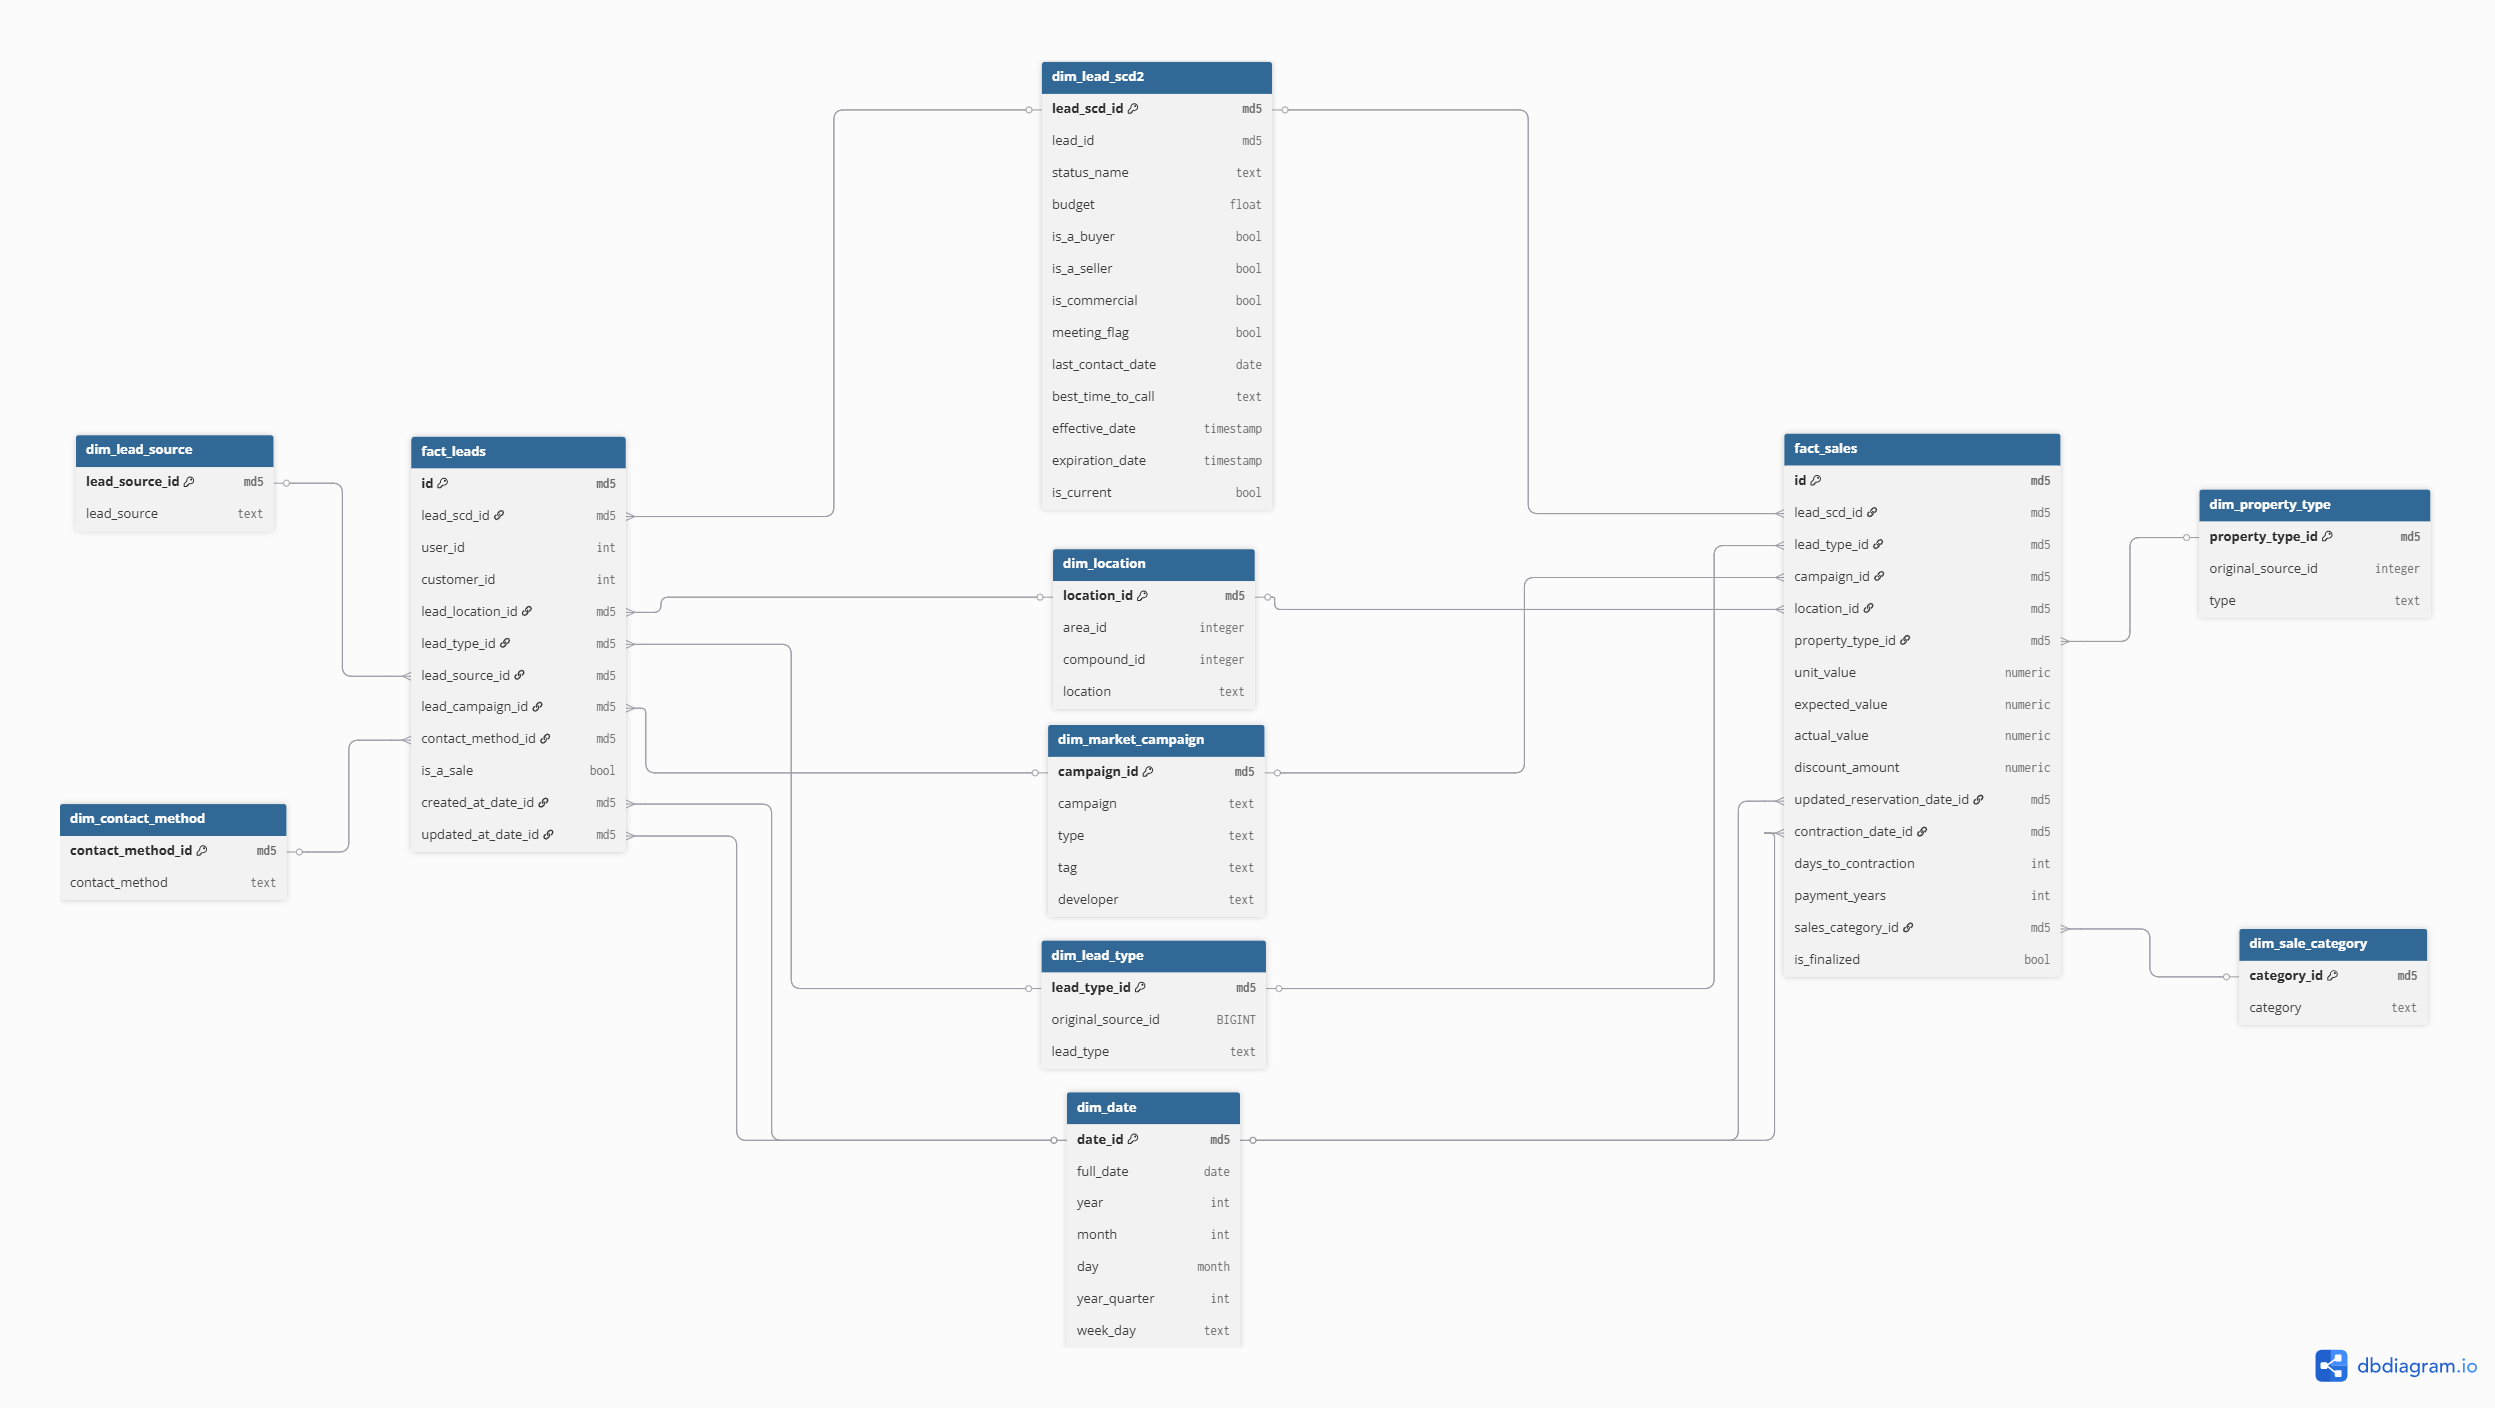 dim_lead_scd2
lead_scd_id md5
lead_id md5
status_name text
budget float
is_a_buyer bool
is_a_seller bool
is_commercial bool
meeting_flag bool
last_contact_date date
best_time_to_call text
effective_date timestamp
expiration_date timestamp
is_current bool
dim_lead_source
lead_source_id md5
lead_source text
dim_contact_method
contact_method_id md5
contact_method text
fact_leads
id md5
lead_scd_id md5
user_id int
customer_id int
lead_location_id md5
lead_type_id md5
lead_source_id md5
lead_campaign_id md5
contact_method_id md5
is_a_sale bool
created_at_date_id md5
updated_at_date_id md5
dim_location
location_id md5
area_id integer
compound_id integer
location text
dim_market_campaign
campaign_id md5
campaign text
type text
tag text
developer text
dim_lead_type
lead_type_id md5
original_source_id BIGINT
lead_type text
dim_date
date_id md5
full_date date
year int
month int
day month
year_quarter int
week_day text
fact_sales
id md5
lead_scd_id md5
lead_type_id md5
campaign_id md5
location_id md5
property_type_id md5
unit_value numeric
expected_value numeric
actual_value numeric
discount_amount numeric
updated_reservation_date_id md5
contraction_date_id md5
days_to_contraction int
payment_years int
sales_category_id md5
is_finalized bool
dim_property_type
property_type_id md5
original_source_id integer
type text
dim_sale_category
category_id md5
category text
dbdiagram.io